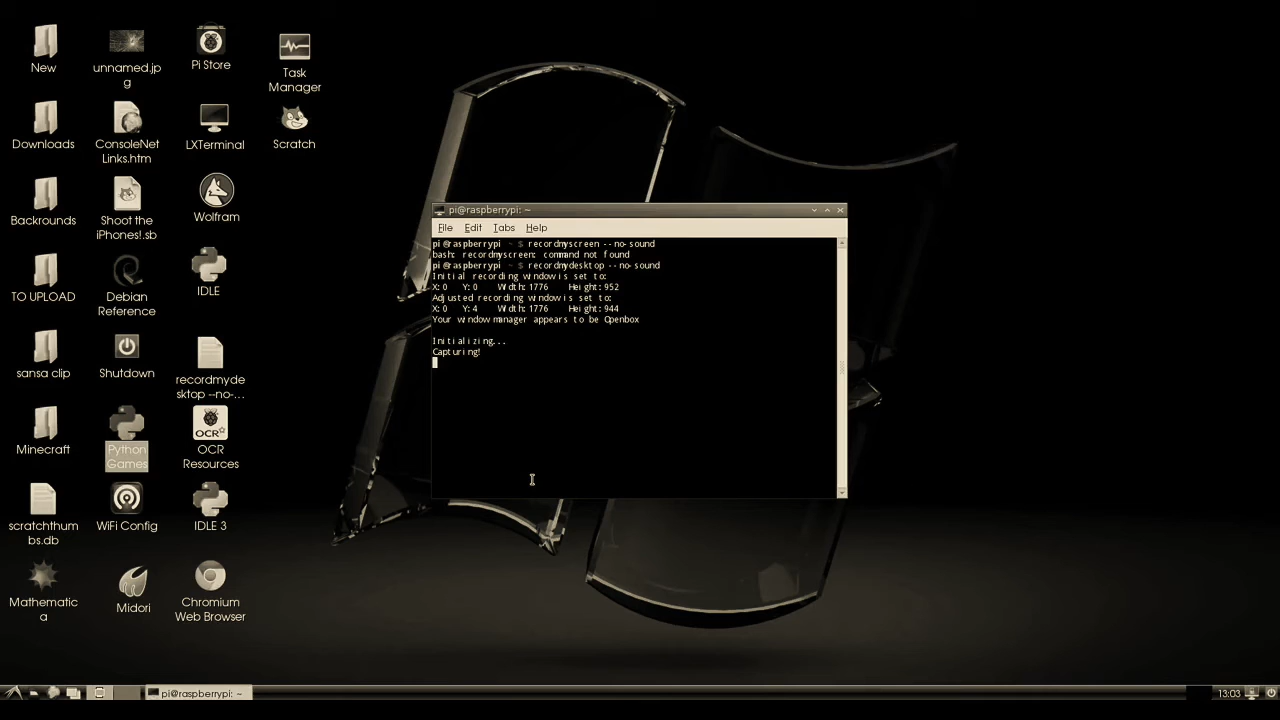 New
unnamed.jp
g
Pi Store
Task
Manager
Downloads
ConsoleNet
Links.htm
LXTerminal
Scratch
Backrounds
Shoot the
iPhones!.sb
Wolfram
TO UPLOAD
Debian
Reference
IDLE
sansa clip
Shutdown
recordmyde
sktop --no-...
Minecraft
Python
Games
OCR
OCR
Resources
scratchthum
bs.db
WiFi Config
IDLE 3
Mathematic
a
Midori
Chromium
Web Browser
pi@raspberrypi: ~
File Edit Tabs Help
pi@raspberrypi ~ $ recordmyscreen --no-sound
bash: recordmyscreen: command not found
pi@raspberrypi ~ $ recordmydesktop --no-sound
Initial recording window is set to:
X:0 Y:0 Width:1776 Height:952
Adjusted recording window is set to:
X:0 Y:4 Width:1776 Height:944
Your window manager appears to be Openbox
Initializing...
Capturing!
pi@raspberrypi: ~
13:03